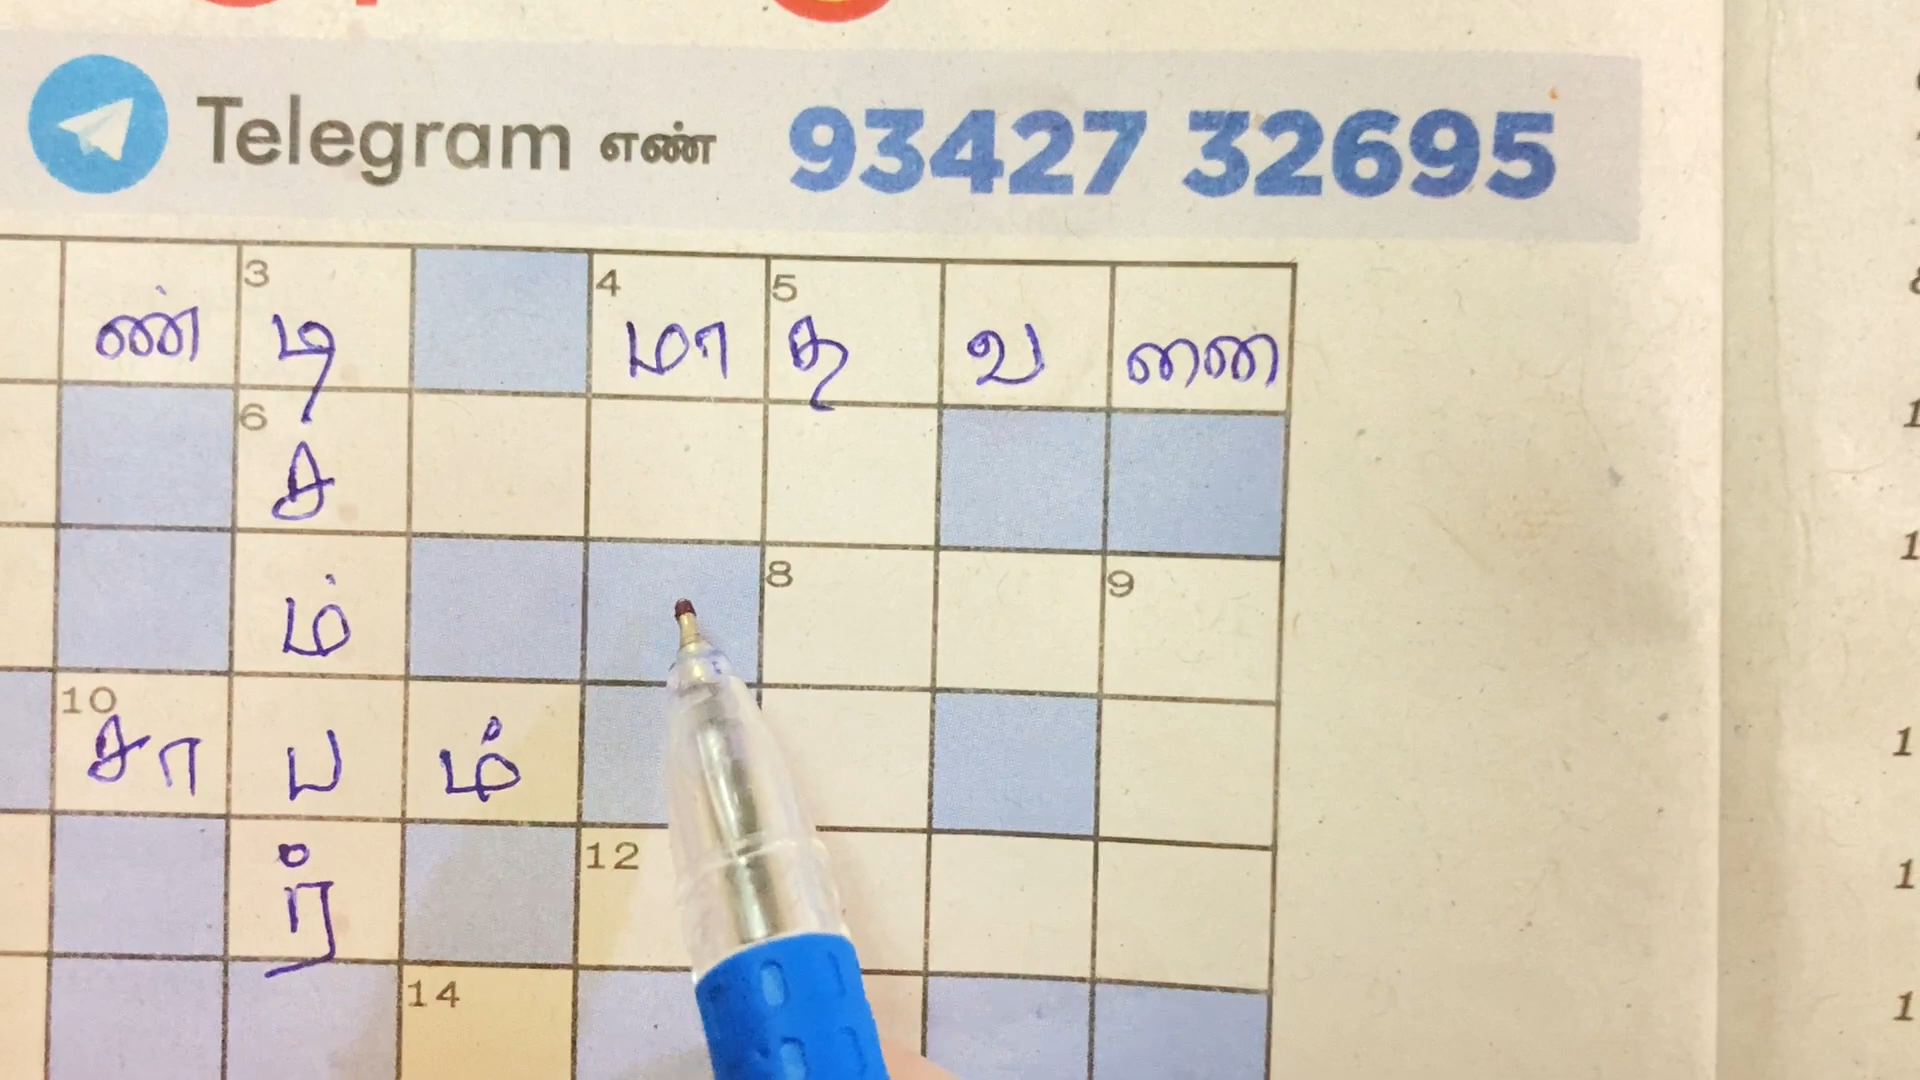 Telegram எண் 93427 32695
3 4 5
ண் டி மா த வ னை
6
ச
8 9
ம்
10
சா ய ம்
12
ர்
14